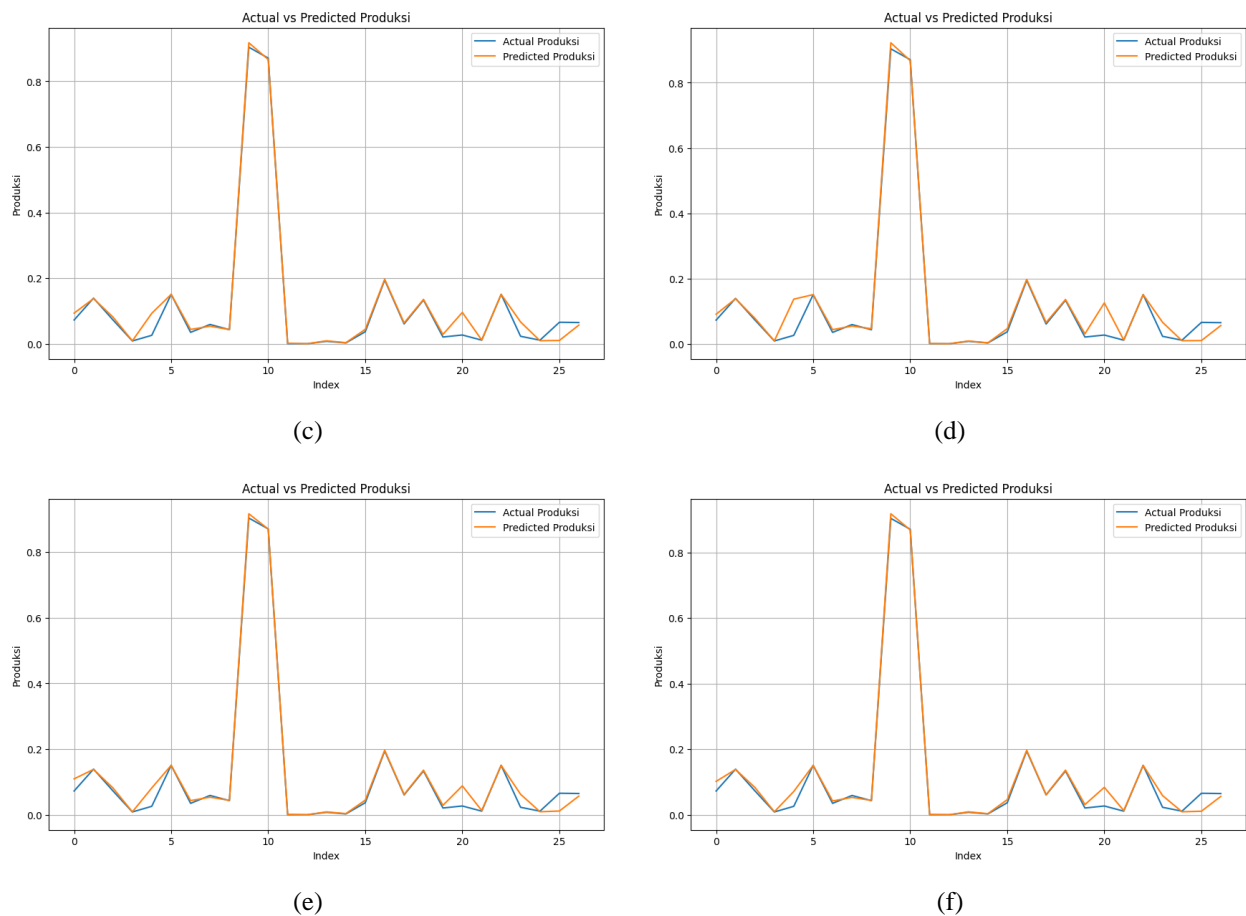 Actual vs Predicted Produksi
Actual Produksi
Predicted Produksi
Produksi
0.8
0.6
0.4
0.2
0.0
0 5 10 15 20 25
Index
(c)
Actual vs Predicted Produksi
Actual Produksi
Predicted Produksi
Produksi
0.8
0.6
0.4
0.2
0.0
0 5 10 15 20 25
Index
(d)
Actual vs Predicted Produksi
Actual Produksi
Predicted Produksi
Produksi
0.8
0.6
0.4
0.2
0.0
0 5 10 15 20 25
Index
(e)
Actual vs Predicted Produksi
Actual Produksi
Predicted Produksi
Produksi
0.8
0.6
0.4
0.2
0.0
0 5 10 15 20 25
Index
(f)